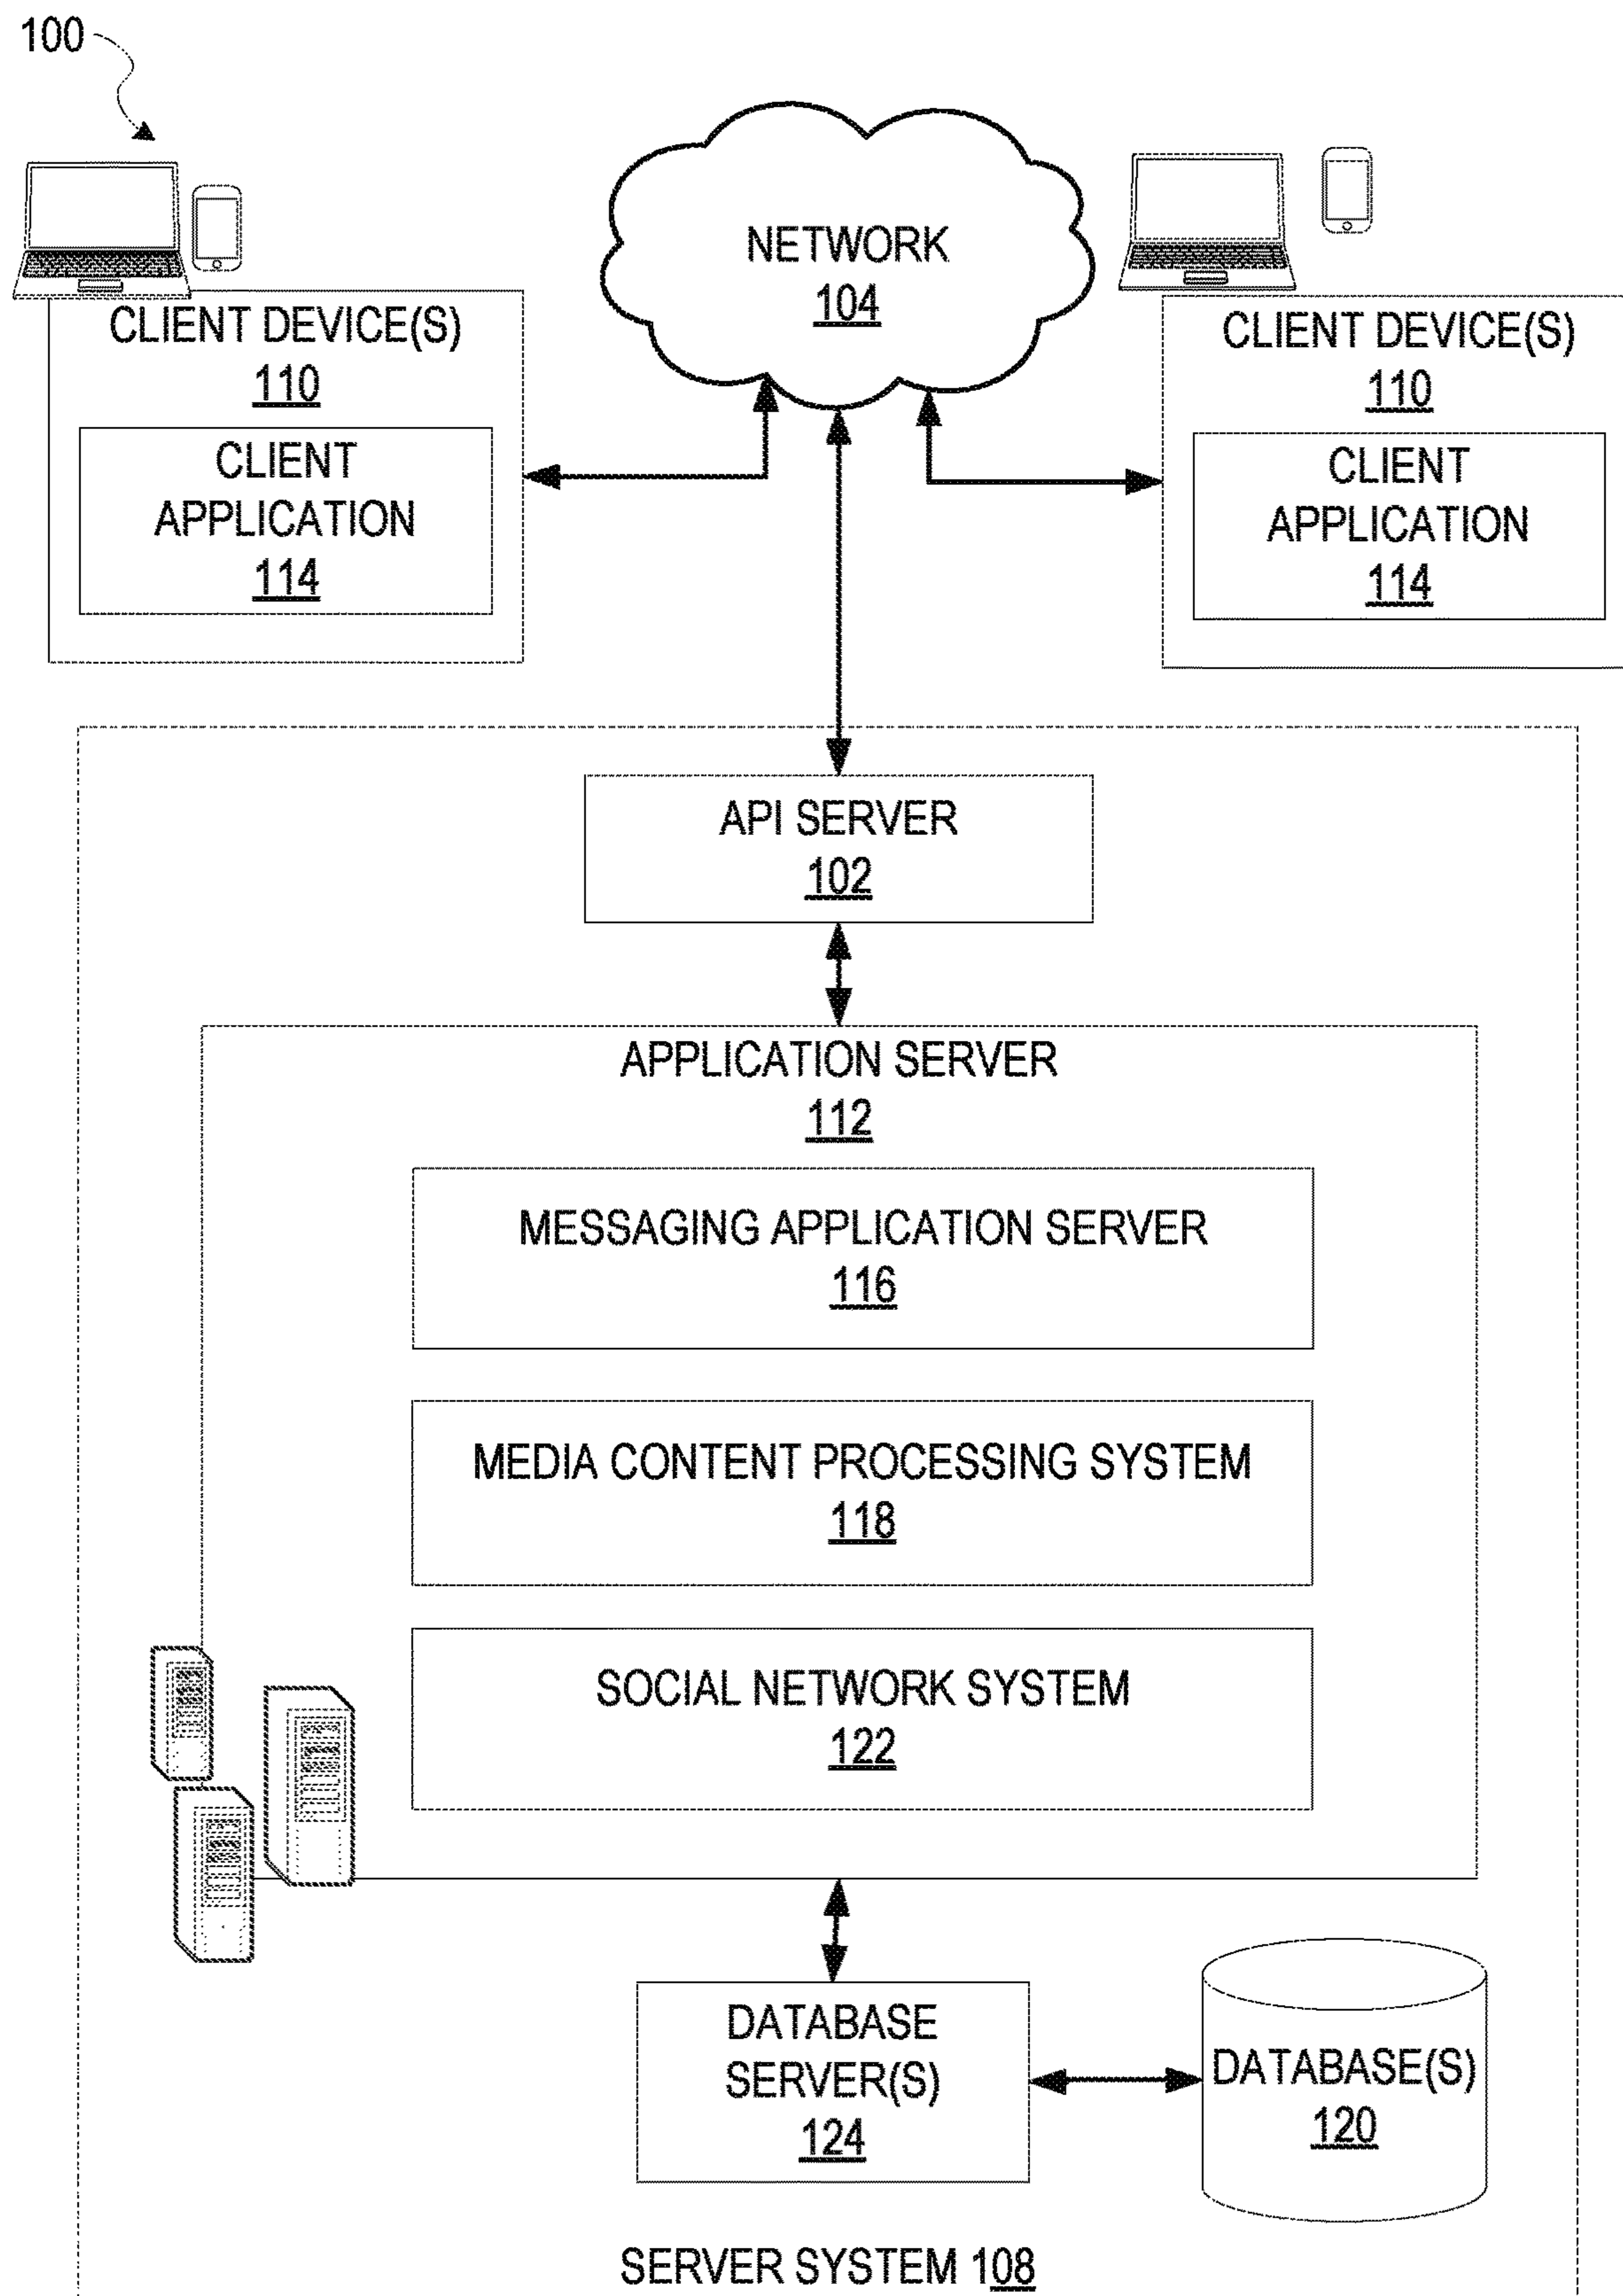 100
NETWORK
104
CLIENT DEVICE(S)
110
CLIENT
APPLICATION
114
CLIENT DEVICE(S)
110
CLIENT
APPLICATION
114
API SERVER
102
APPLICATION SERVER
112
MESSAGING APPLICATION SERVER
116
MEDIA CONTENT PROCESSING SYSTEM
118
SOCIAL NETWORK SYSTEM
122
DATABASE
SERVER(S)
124
DATABASE(S)
120
SERVER SYSTEM 108